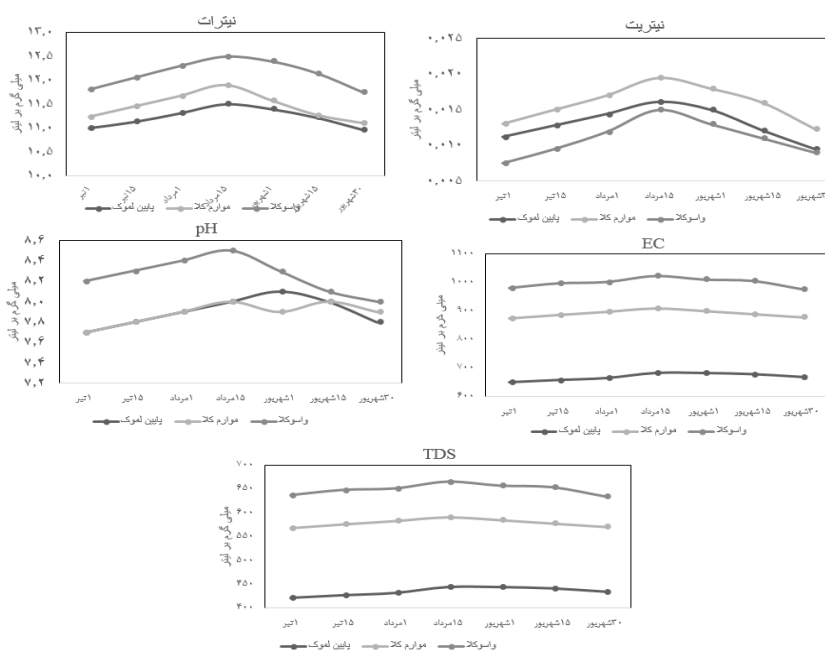 نیترات
۱۳,۰
۱۲,۵
۱۲,۰
۱۱,۵
۱۱,۰
۱۰,۵
۱۰,۰
میلی گرم بر لیتر
۱تیر ۱۵تیر ۱مرداد ۱۵مرداد ۱شهریور ۱۵شهریور ۳۰شهریور
پایین لموک موارم کلا واسوکلا
نیتریت
۰,۰۲۵
۰,۰۲۰
۰,۰۱۵
۰,۰۱۰
۰,۰۰۵
میلی گرم بر لیتر
۱تیر ۱۵تیر ۱مرداد ۱۵مرداد ۱شهریور ۱۵شهریور ۳۰شهریور
پایین لموک موارم کلا واسوکلا
pH
۸,۶
۸,۴
۸,۲
۸,۰
۷,۸
۷,۶
۷,۴
۷,۲
میلی گرم بر لیتر
۱تیر ۱۵تیر ۱مرداد ۱۵مرداد ۱شهریور ۱۵شهریور ۳۰شهریور
پایین لموک موارم کلا واسوکلا
EC
۱۱۰۰
۱۰۰۰
۹۰۰
۷۰۰
۶۰۰
میلی گرم بر لیتر
۱تیر ۱۵تیر ۱مرداد ۱۵مرداد ۱شهریور ۱۵شهریور ۳۰شهریور
پایین لموک موارم کلا واسوکلا
TDS
۷۰۰
۶۵۰
۶۰۰
۵۵۰
۵۰۰
۴۵۰
۴۰۰
میلی گرم بر لیتر
۱تیر ۱۵تیر ۱مرداد ۱۵مرداد ۱شهریور ۱۵شهریور ۳۰شهریور
پایین لموک موارم کلا واسوکلا